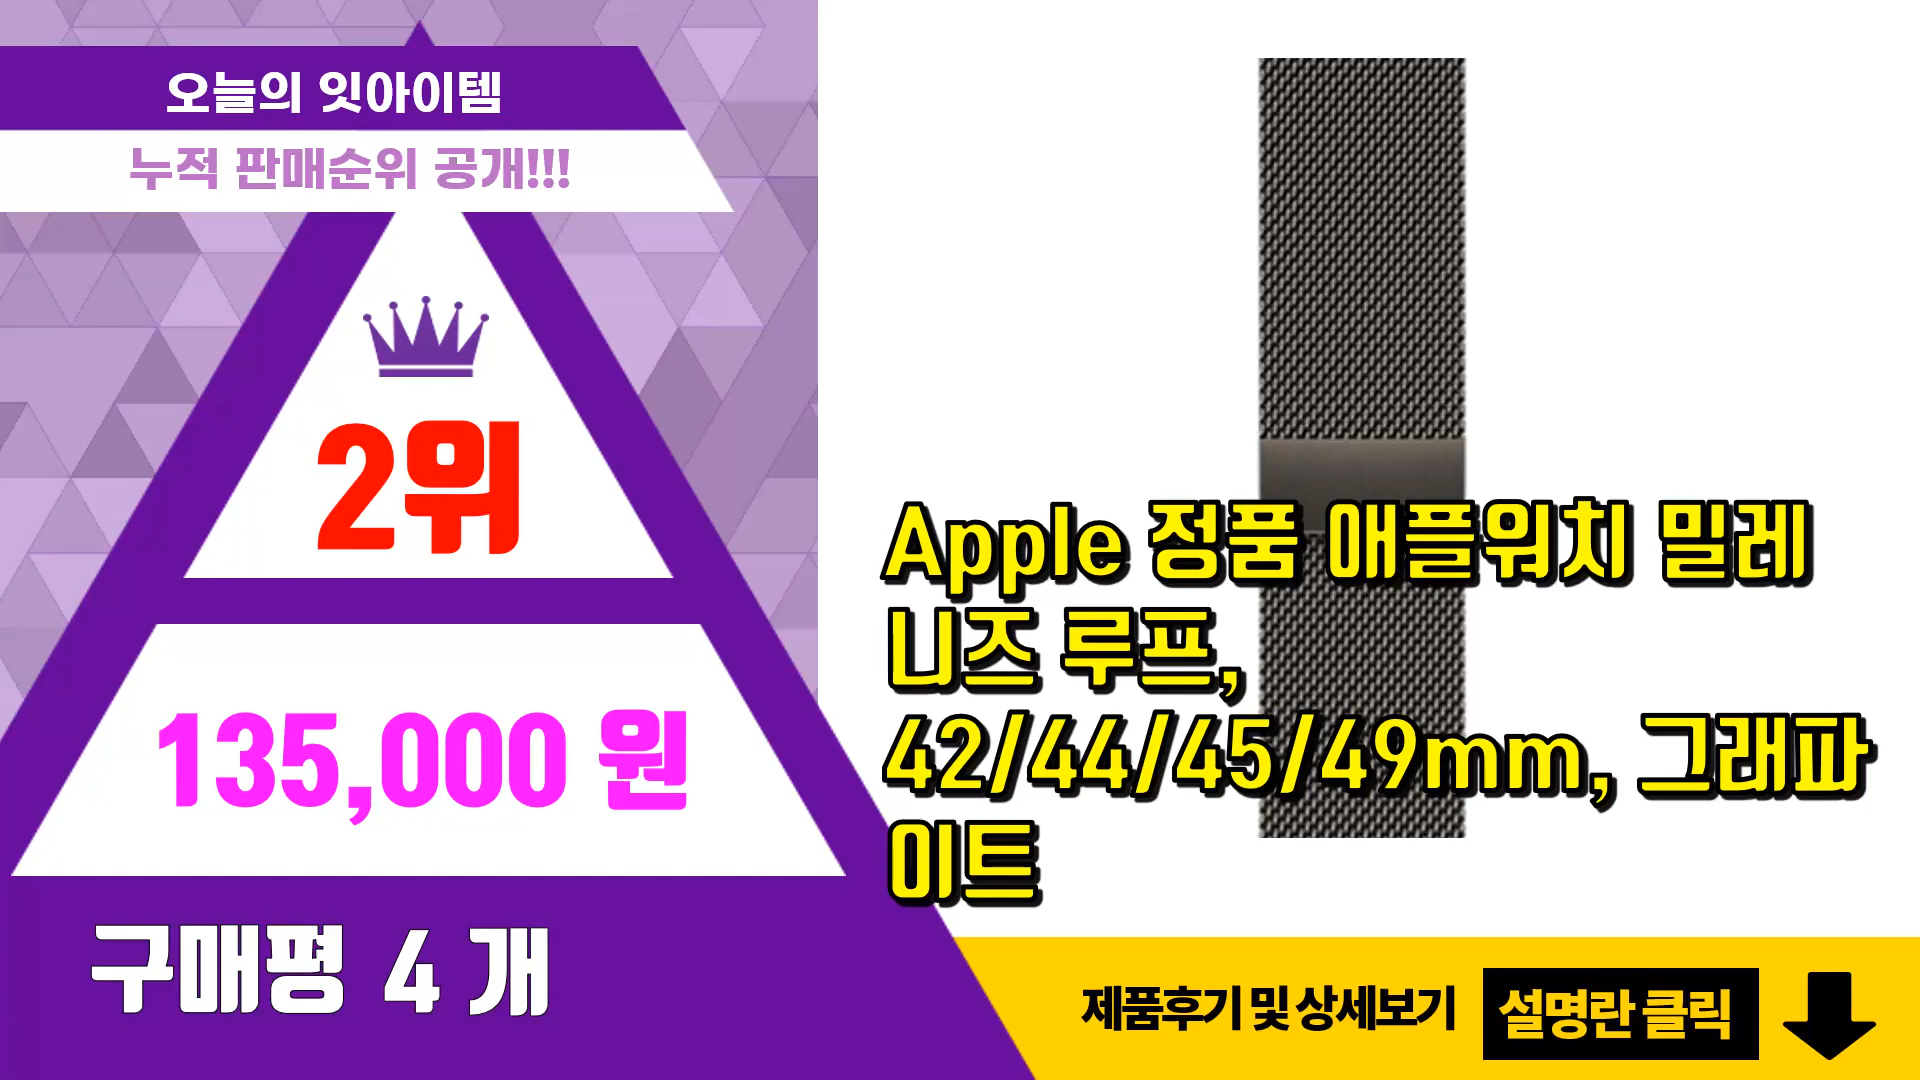 오늘의 잇아이템
누적 판매순위 공개!!!
2위
135,000 원
구매평 4 개
Apple 정품 애플워치 밀레
니즈 루프,
42/44/45/49mm, 그래파
이트
제품후기 및 상세보기
설명란 클릭